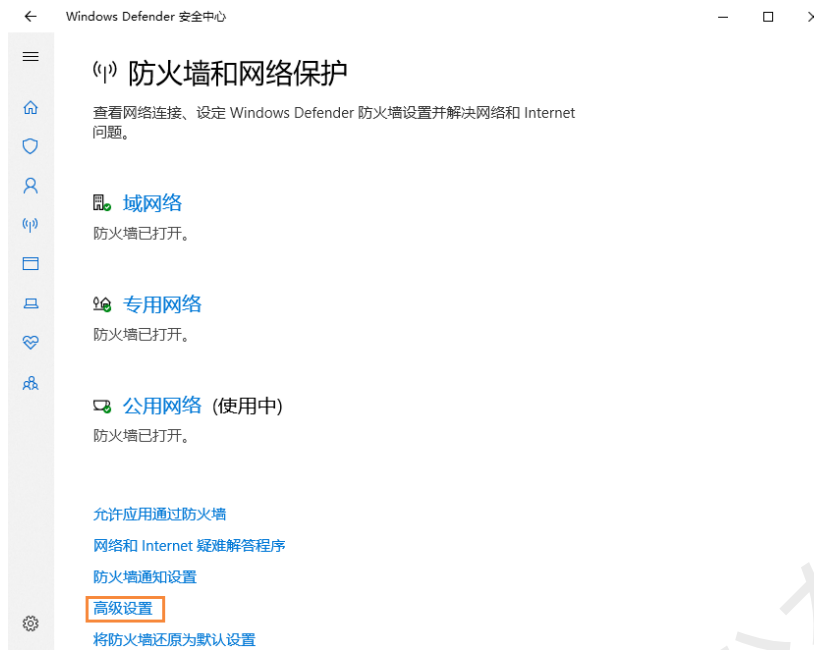 Windows Defender 安全中心
防火墙和网络保护
查看网络连接、设定 Windows Defender 防火墙设置并解决网络和 Internet
问题。
域网络
防火墙已打开。
专用网络
防火墙已打开。
公用网络 (使用中)
防火墙已打开。
允许应用通过防火墙
网络和 Internet 疑难解答程序
防火墙通知设置
高级设置
将防火墙还原为默认设置